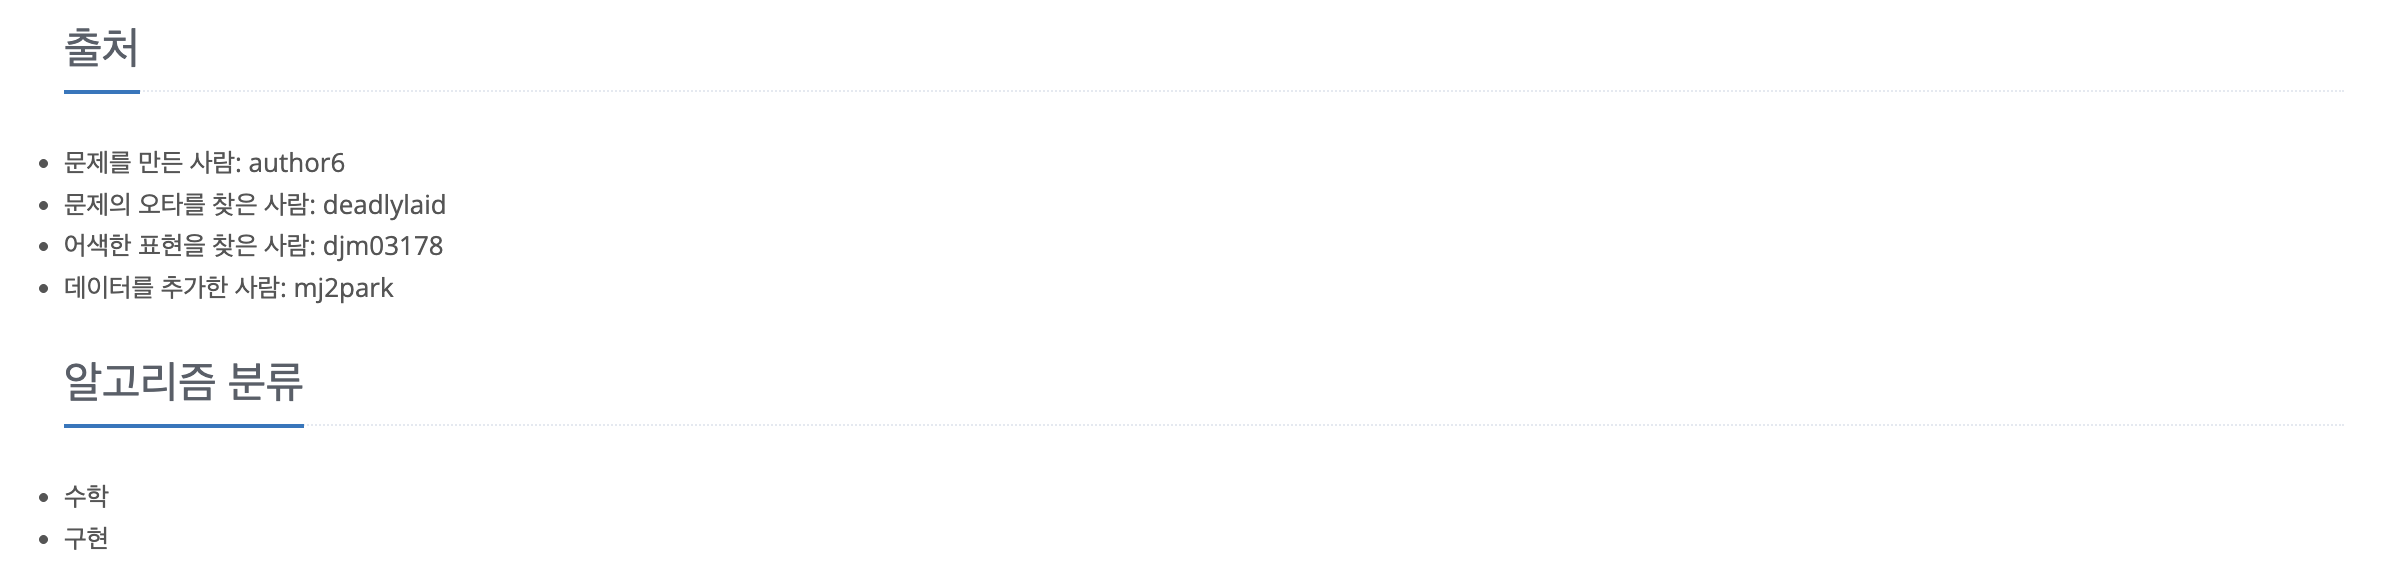 출처
문제를 만든 사람: author6
문제의 오타를 찾은 사람: deadlylaid
어색한 표현을 찾은 사람: djm03178
데이터를 추가한 사람: mj2park
알고리즘 분류
수학
구현